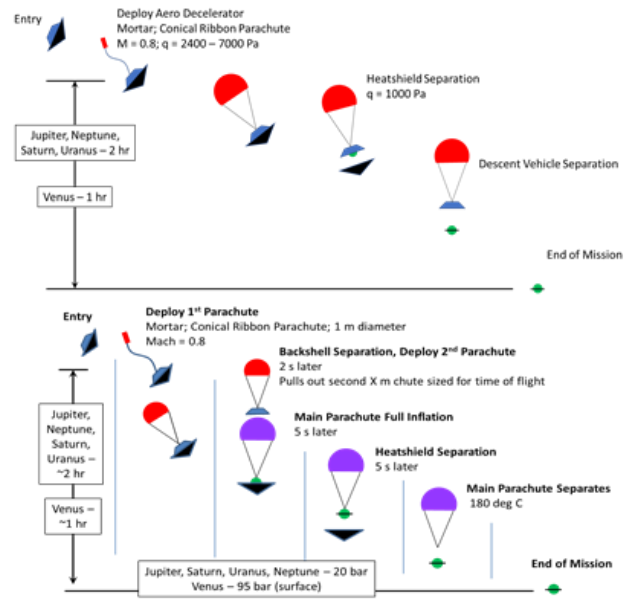 Entry
Deploy Aero Decelerator
Mortar; Conical Ribbon Parachute
M = 0.8; q = 2400 – 7000 Pa
Heatshield Separation
q = 1000 Pa
Jupiter, Neptune,
Saturn, Uranus – 2 hr
Descent Vehicle Separation
Venus – 1 hr
End of Mission
Entry
Deploy 1st Parachute
Mortar; Conical Ribbon Parachute; 1 m diameter
Mach = 0.8
Backshell Separation, Deploy 2nd Parachute
2 s later
Pulls out second X m chute sized for time of flight
Jupiter,
Neptune,
Saturn,
Uranus –
~2 hr
Main Parachute Full Inflation
5 s later
Heatshield Separation
5 s later
Main Parachute Separates
180 deg C
Venus –
~1 hr
Jupiter, Saturn, Uranus, Neptune – 20 bar
Venus – 95 bar (surface)
End of Mission